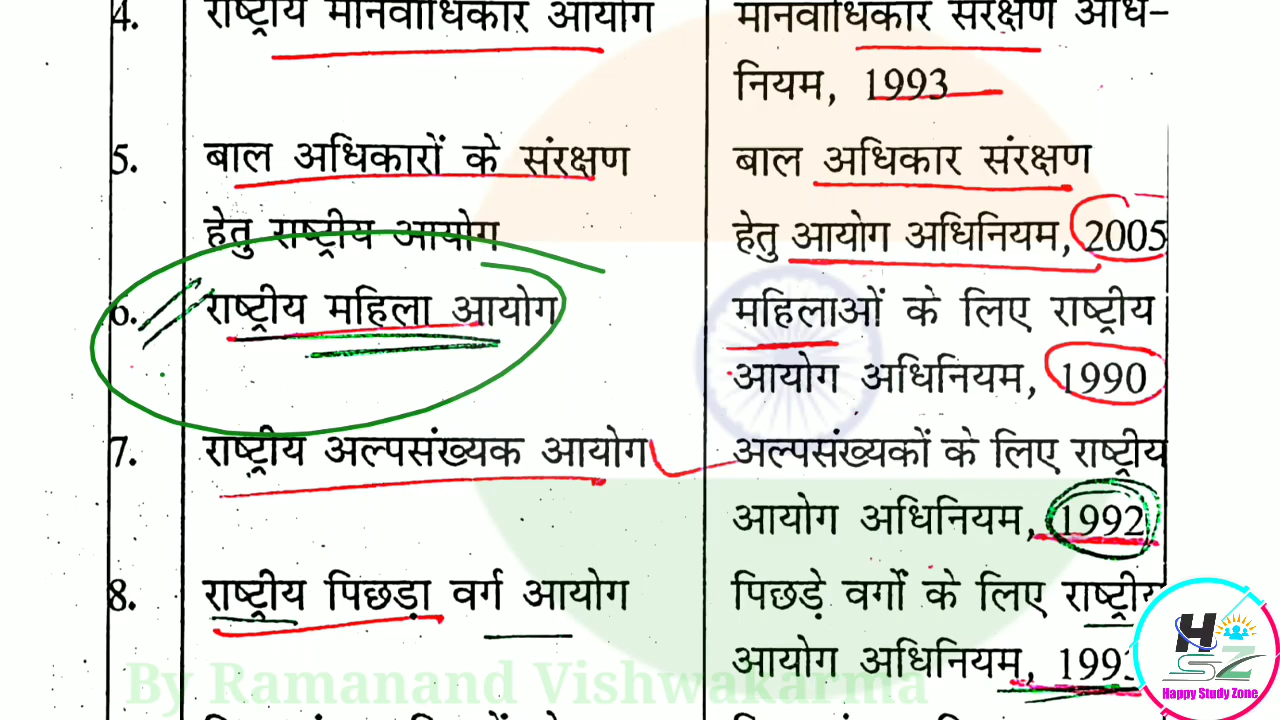 4. राष्ट्रीय मानवाधिकार आयोग मानवाधिकार संरक्षण अधि-
नियम, 1993
5. बाल अधिकारों के संरक्षण बाल अधिकार संरक्षण
हेतु राष्ट्रीय आयोग हेतु आयोग अधिनियम, 2005
6. राष्ट्रीय महिला आयोग महिलाओं के लिए राष्ट्रीय
आयोग अधिनियम, 1990
7. राष्ट्रीय अल्पसंख्यक आयोग अल्पसंख्यकों के लिए राष्ट्रीय
आयोग अधिनियम, 1992
8. राष्ट्रीय पिछड़ा वर्ग आयोग पिछड़े वर्गों के लिए राष्ट्रीय
आयोग अधिनियम,
By Ramanand Vishwakarma
HSZ
Happy Study Zone